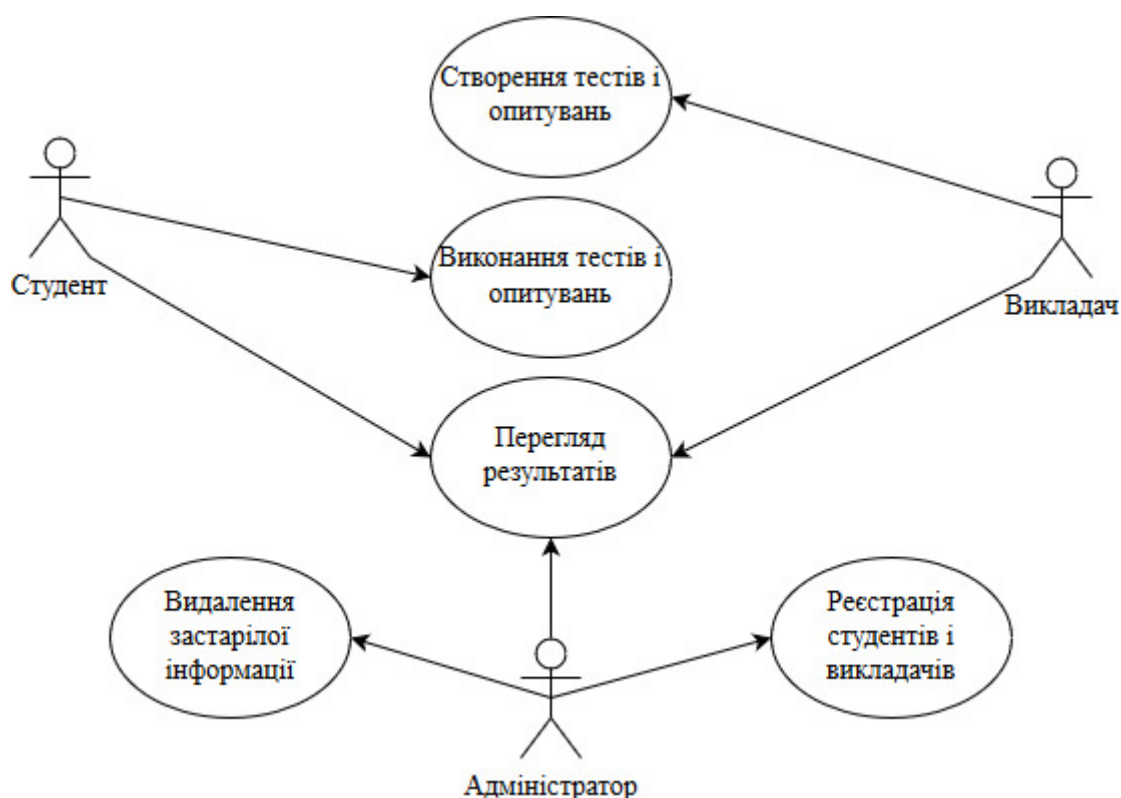 Створення тестів і
опитувань
Студент
Виконання тестів і
опитувань
Викладач
Перегляд
результатів
Видалення
застарілої
інформації
Реєстрація
студентів і
викладачів
Адміністратор